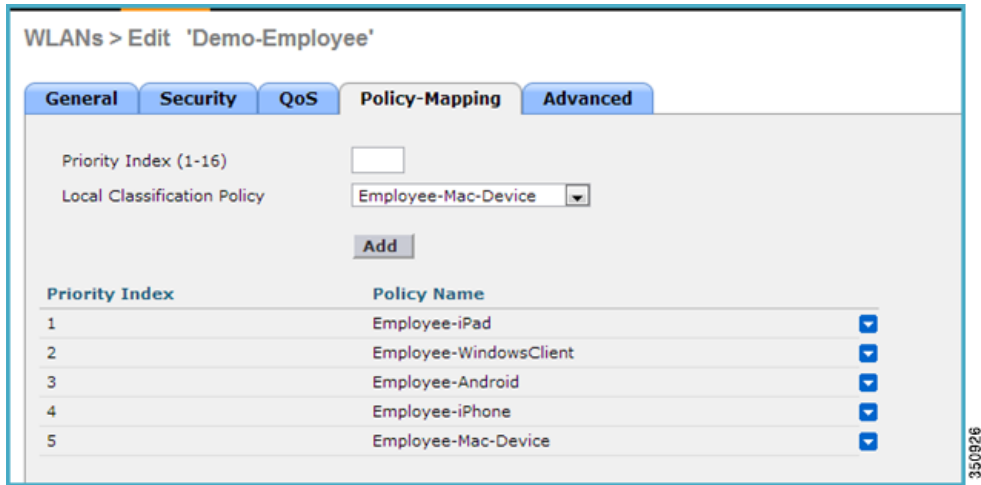 WLANs > Edit 'Demo-Employee'
General Security QoS Policy-Mapping Advanced
Priority Index (1-16)
Local Classification Policy Employee-Mac-Device
Add
Priority Index Policy Name
1 Employee-iPad
2 Employee-WindowsClient
3 Employee-Android
4 Employee-iPhone
5 Employee-Mac-Device
350926